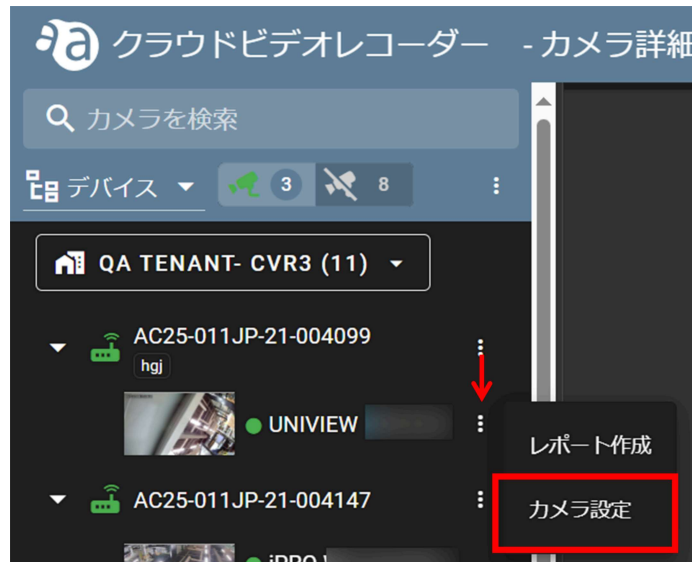 クラウドビデオレコーダー - カメラ詳細
カメラを検索
デバイス 3 8
QA TENANT- CVR3 (11)
AC25-011JP-21-004099
hgj
UNIVIEW
レポート作成
カメラ設定
AC25-011JP-21-004147
iPRO